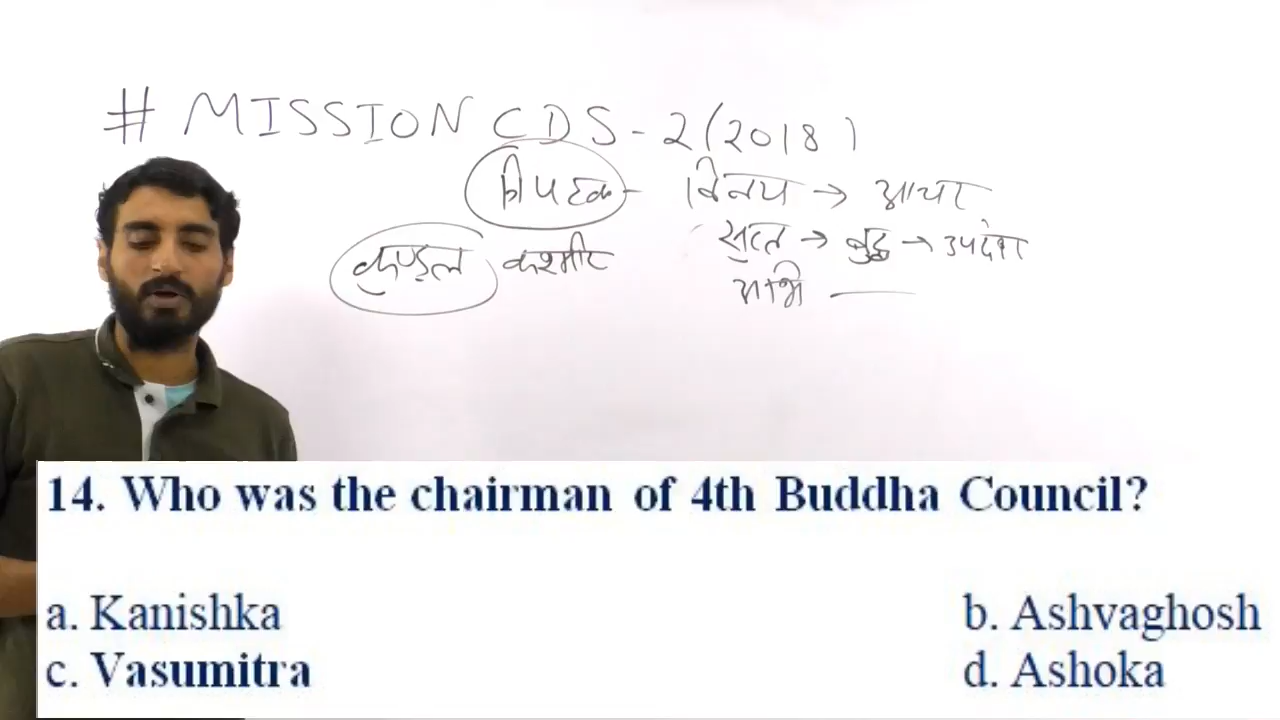 # MISSION CDS-2 (2018)
त्रिपटक - विनय → आचार
कुण्डल कश्मीर सुत्त → बुद्ध → उपदेश
अभि —
14. Who was the chairman of 4th Buddha Council?
a. Kanishka b. Ashvaghosh
c. Vasumitra d. Ashoka